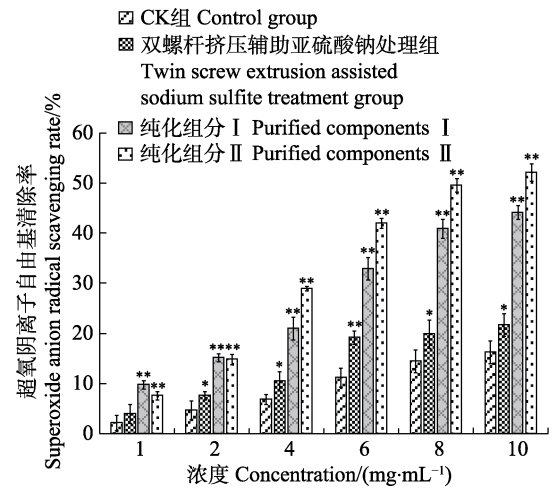 CK组 Control group
双螺杆挤压辅助亚硫酸钠处理组
Twin screw extrusion assisted
sodium sulfite treatment group
纯化组分Ⅰ Purified components Ⅰ
纯化组分Ⅱ Purified components Ⅱ
超氧阴离子自由基清除率
Superoxide anion radical scavenging rate/%
60
50
40
30
20
10
0
** ** ** ** * * ** ** ** ** ** * ** ** * ** **
1 2 4 6 8 10
浓度 Concentration/(mg·mL⁻¹)